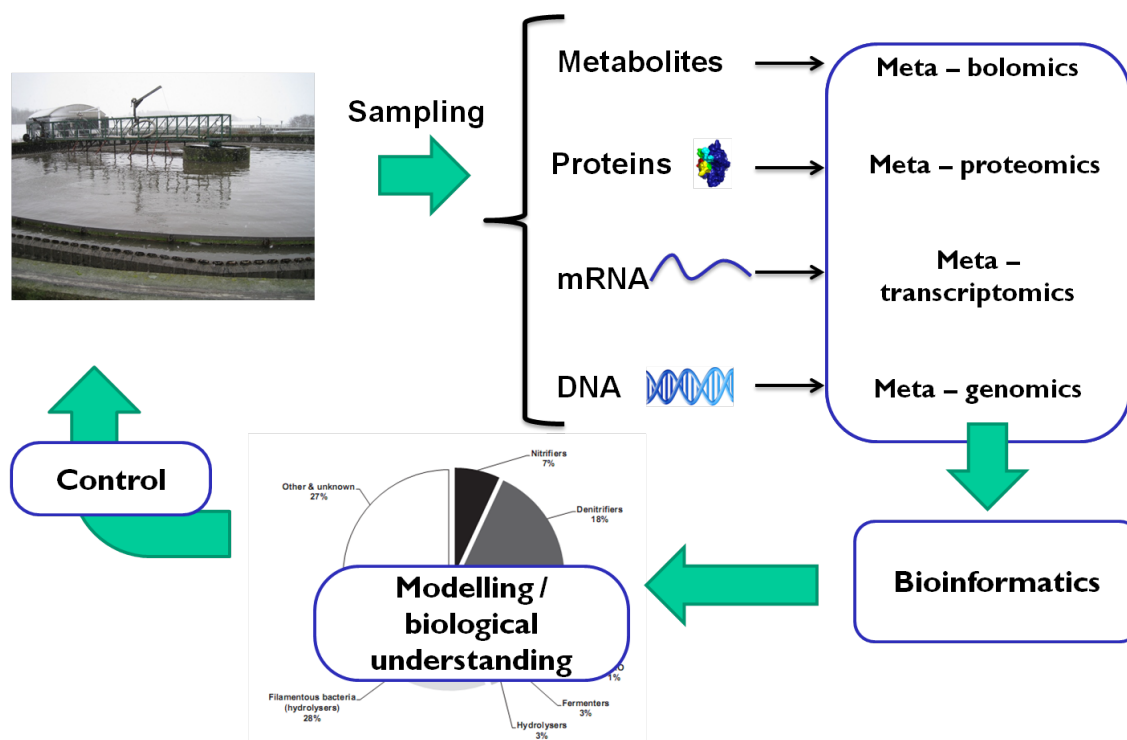 Sampling
Metabolites
Meta – bolomics
Proteins
Meta – proteomics
mRNA
Meta –
transcriptomics
DNA
Meta – genomics
Control
Nitrifiers
7%
Other & unknown
27%
Denitrifiers
18%
Modelling /
biological
understanding
Bioinformatics
1%
Fermenters
3%
Hydrolysers
3%
Filamentous bacteria
(hydrolysers)
28%